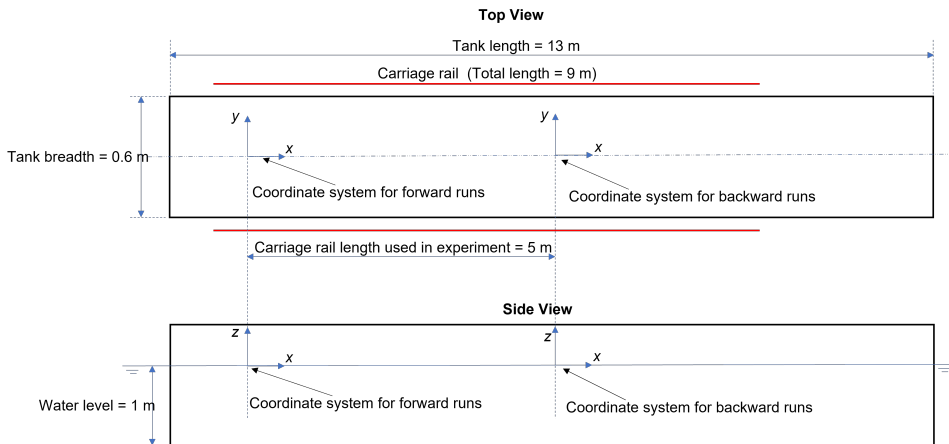 Top View
Tank length = 13 m
Carriage rail (Total length = 9 m)
y
y
x
x
Tank breadth = 0.6 m
Coordinate system for forward runs
Coordinate system for backward runs
Carriage rail length used in experiment = 5 m
Side View
z
z
x
x
Water level = 1 m
Coordinate system for forward runs
Coordinate system for backward runs